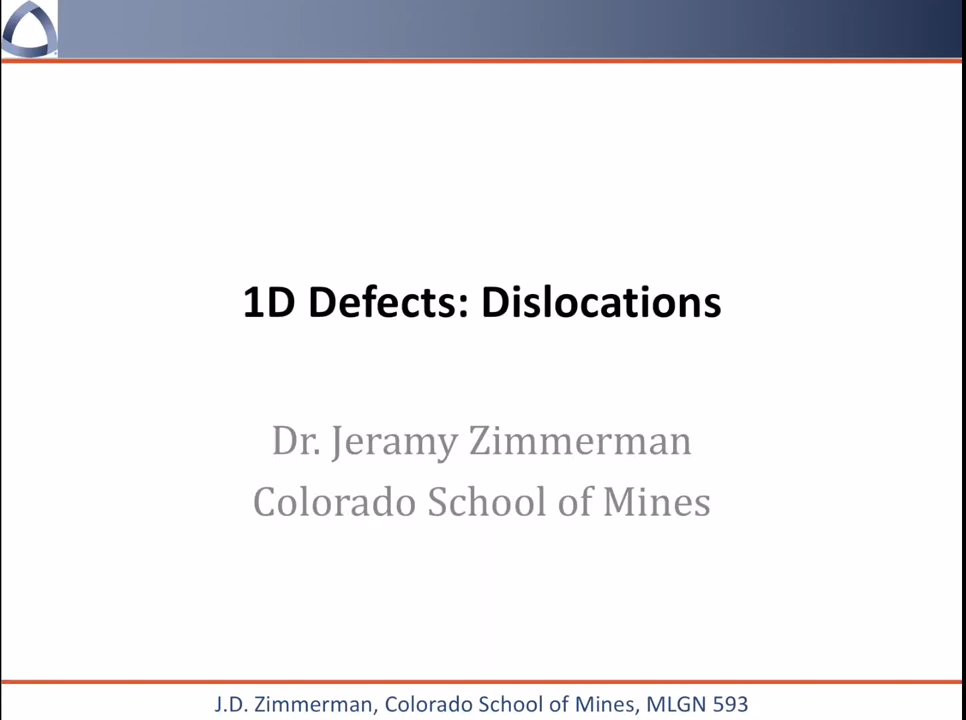 1D Defects: Dislocations
Dr. Jeramy Zimmerman
Colorado School of Mines
J.D. Zimmerman, Colorado School of Mines, MLGN 593